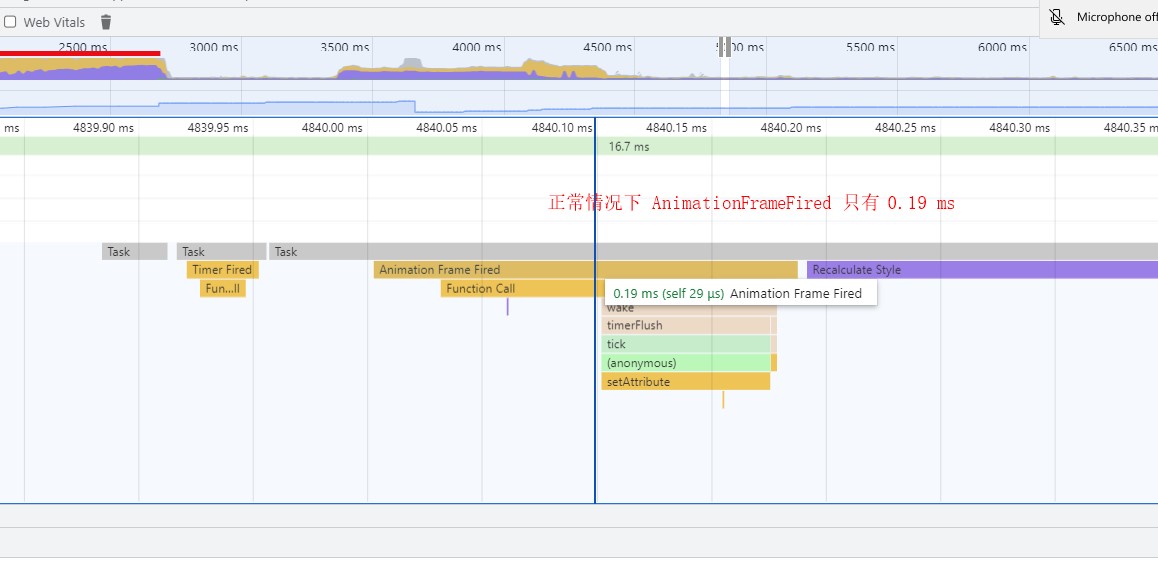 Web Vitals
Microphone off
2500 ms
3000 ms
3500 ms
4000 ms
4500 ms
5500 ms
6000 ms
6500 ms
ms
4839.90 ms
4839.95 ms
4840.00 ms
4840.05 ms
4840.10 ms
4840.15 ms
4840.20 ms
4840.25 ms
4840.30 ms
4840.35 m
16.7 ms
正常情况下 AnimationFrameFired 只有 0.19 ms
Task
Task
Task
Timer Fired
Animation Frame Fired
Recalculate Style
Fun...ll
Function Call
0.19 ms (self 29 μs) Animation Frame Fired
wake
timerFlush
tick
(anonymous)
setAttribute